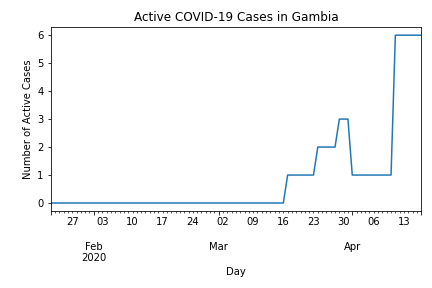 Active COVID-19 Cases in Gambia
Number of Active Cases
6
5
4
3
2
1
0
27 03 10 17 24 02 09 16 23 30 06 13
Feb Mar Apr
2020
Day